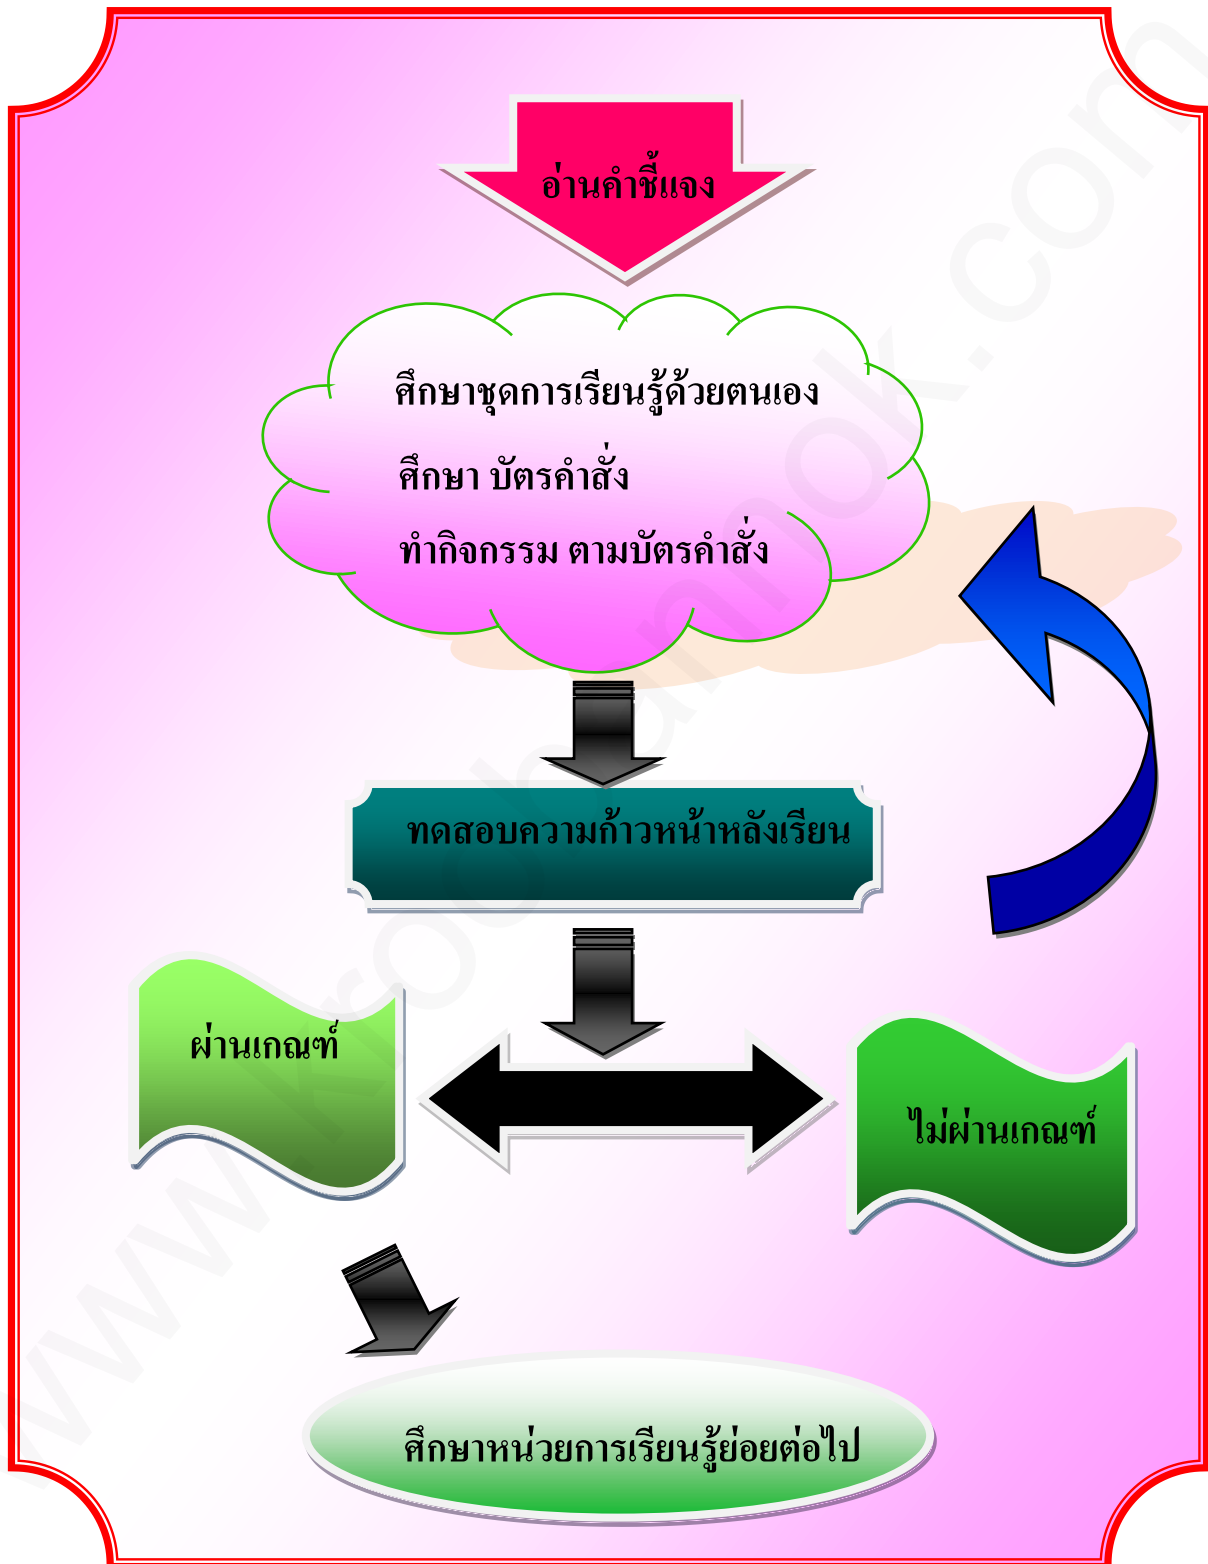 อ่านคำชี้แจง
ศึกษาชุดการเรียนรู้ด้วยตนเอง
ศึกษา บัตรคำสั่ง
ทำกิจกรรม ตามบัตรคำสั่ง
ทดสอบความก้าวหน้าหลังเรียน
ผ่านเกณฑ์
ไม่ผ่านเกณฑ์
ศึกษาหน่วยการเรียนรู้ย่อยต่อไป
www.kroobannok.com